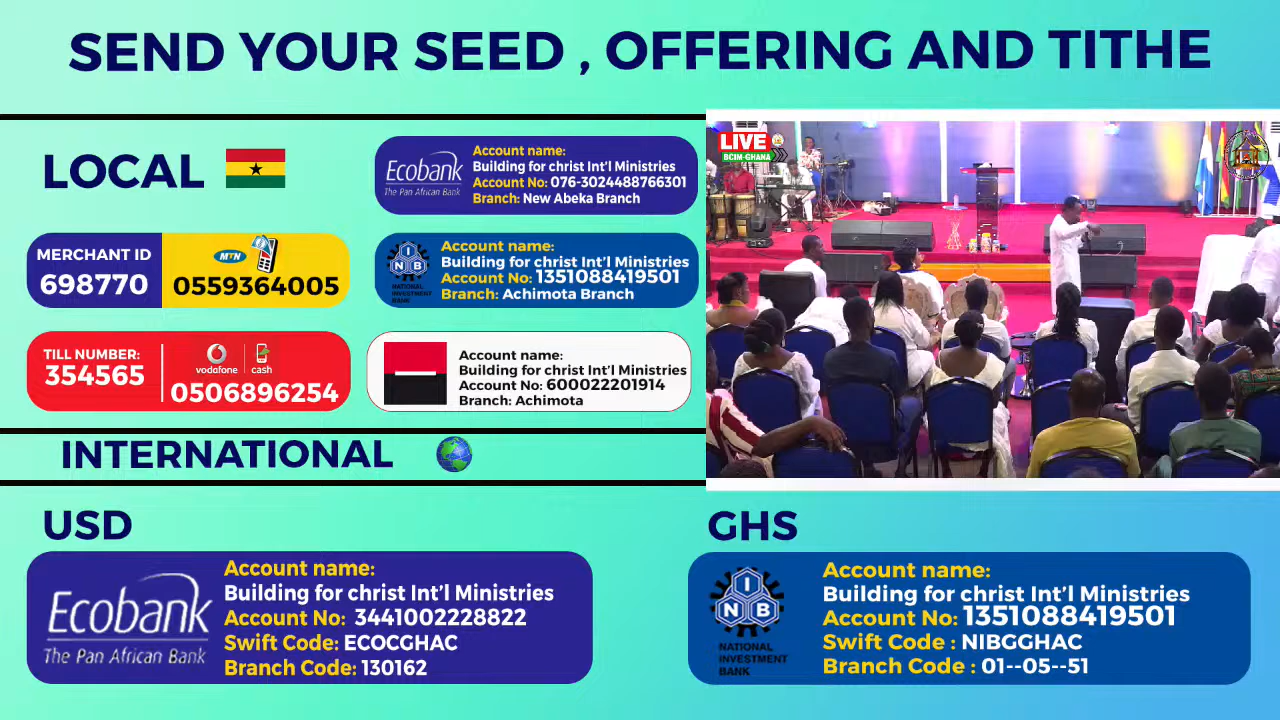 SEND YOUR SEED , OFFERING AND TITHE
LOCAL
MERCHANT ID
698770
MTN
0559364005
TILL NUMBER:
354565
vodafone
cash
0506896254
Ecobank
The Pan African Bank
Account name:
Building for christ Int'l Ministries
Account No: 076-3024488766301
Branch: New Abeka Branch
I
N B
NATIONAL
INVESTMENT
BANK
Account name:
Building for christ Int'l Ministries
Account No: 1351088419501
Branch: Achimota Branch
Account name:
Building for christ Int'l Ministries
Account No: 600022201914
Branch: Achimota
LIVE
BCIM-GHANA
INTERNATIONAL
USD
Ecobank
The Pan African Bank
Account name:
Building for christ Int'l Ministries
Account No: 3441002228822
Swift Code: ECOCGHAC
Branch Code: 130162
GHS
I
N B
NATIONAL
INVESTMENT
BANK
Account name:
Building for christ Int'l Ministries
Account No: 1351088419501
Swift Code : NIBGGHAC
Branch Code : 01--05--51